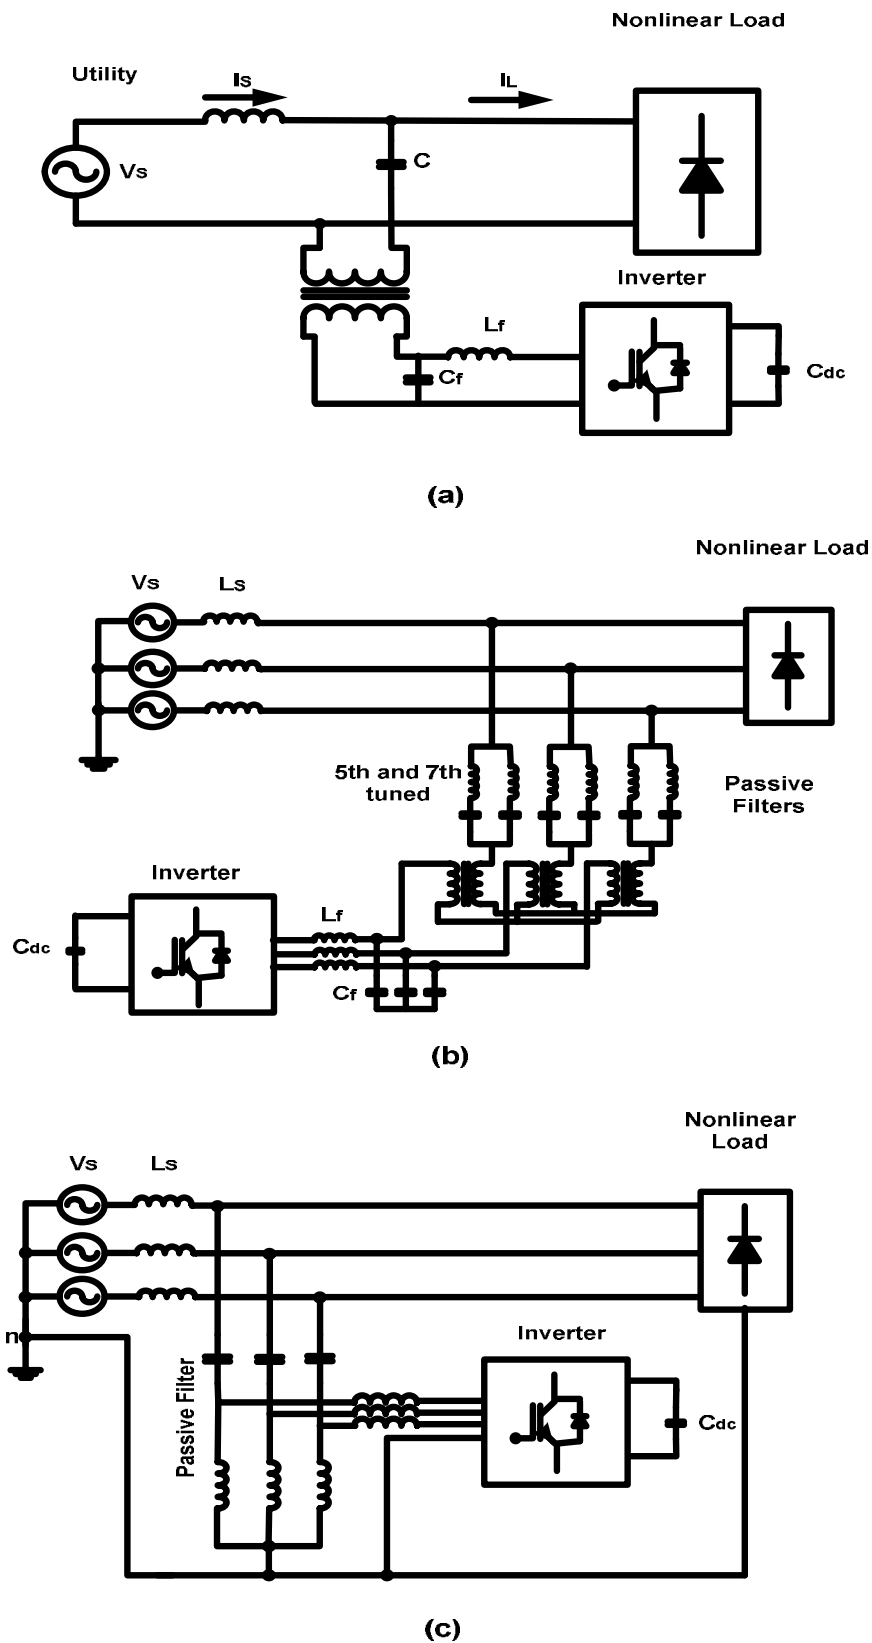 Nonlinear Load
Utility
IS
IL
Vs
C
Inverter
Lf
Cf
Cdc
(a)
Nonlinear Load
Vs
Ls
5th and 7th
tuned
Passive
Filters
Inverter
Lf
Cdc
Cf
(b)
Nonlinear
Load
Vs
Ls
n
Inverter
Passive Filter
Cdc
(c)